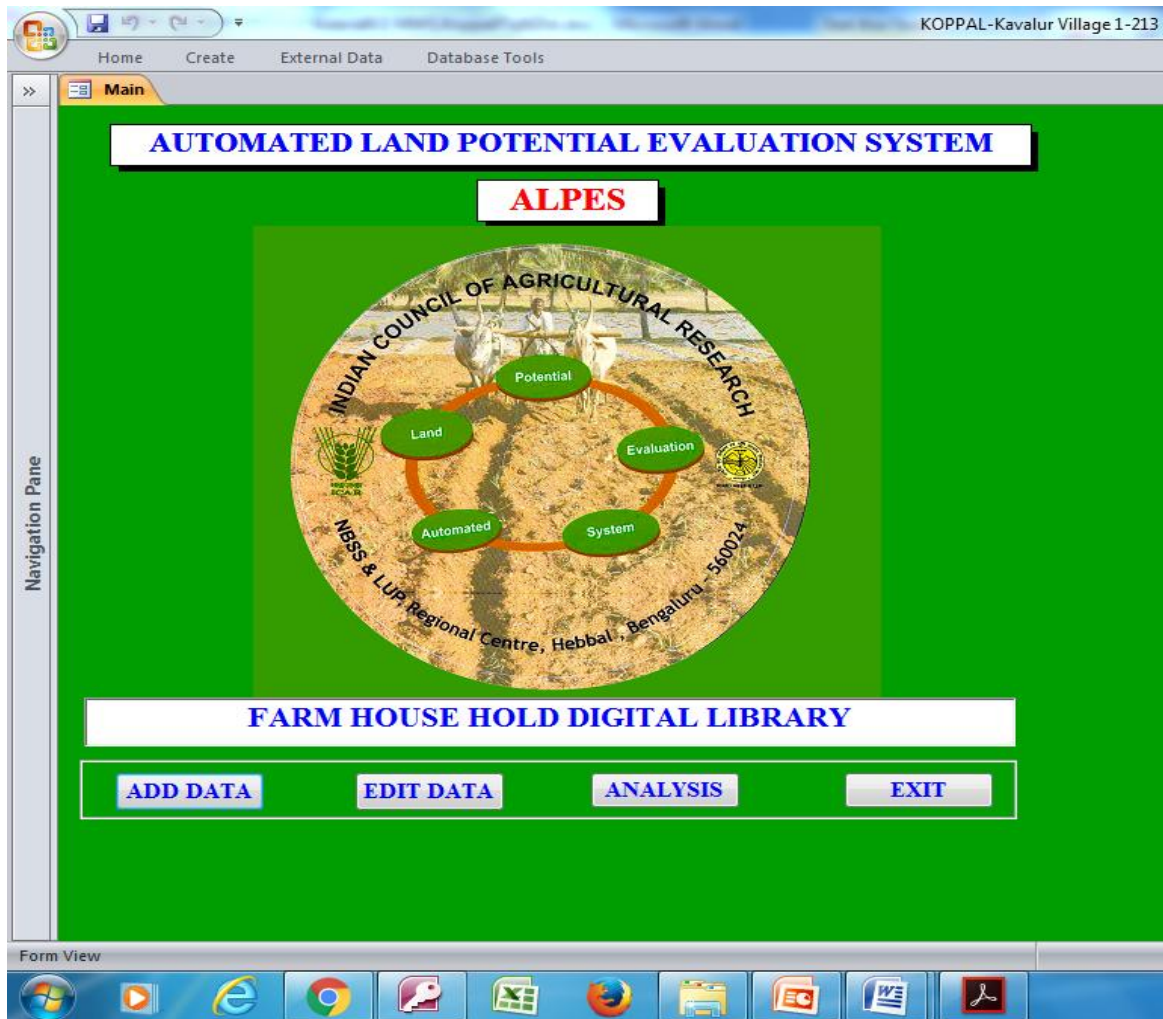 KOPPAL-Kavalur Village 1-213
Home Create External Data Database Tools
Main
AUTOMATED LAND POTENTIAL EVALUATION SYSTEM
ALPES
INDIAN COUNCIL OF AGRICULTURAL RESEARCH
Potential
Land
Evaluation
ICAR
Automated
System
NBSS & LUP, Regional Centre, Hebbal , Bengaluru - 560024
Navigation Pane
FARM HOUSE HOLD DIGITAL LIBRARY
ADD DATA EDIT DATA ANALYSIS EXIT
Form View